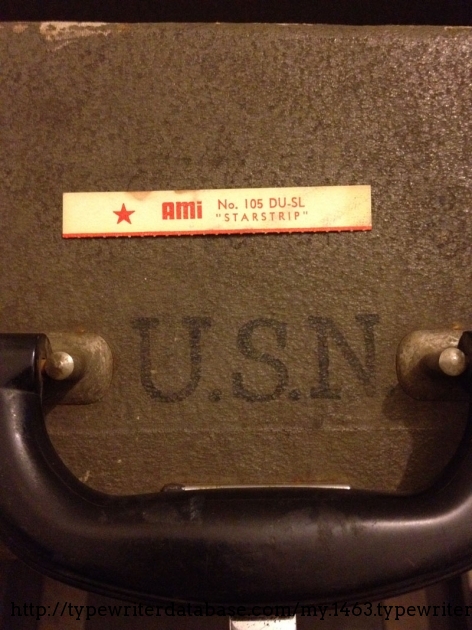 AMi No. 105 DU-SL
"STARSTRIP"
U.S.N.
http://typewriterdatabase.com/my.1463.typewriter